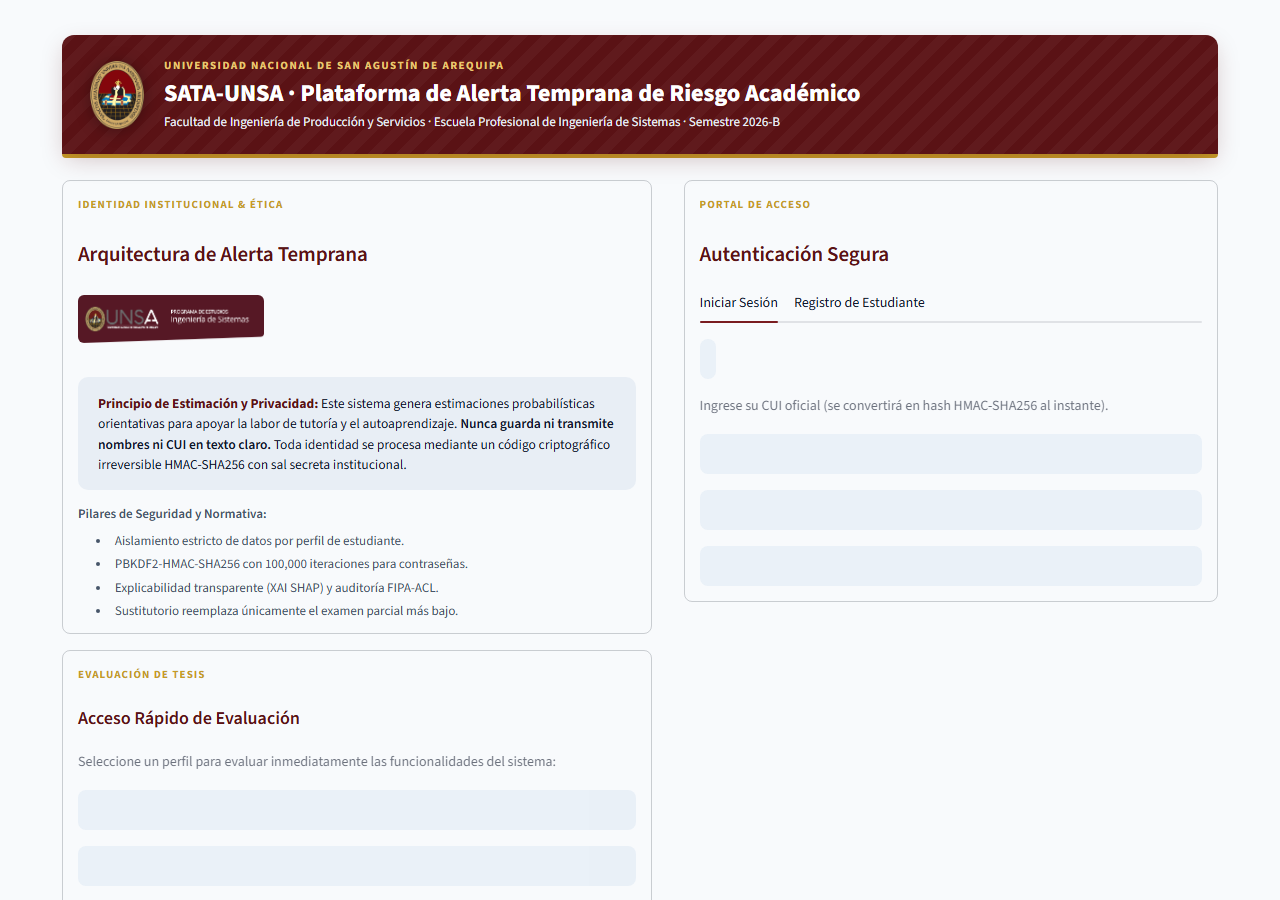 UNIVERSIDAD NACIONAL DE SAN AGUSTÍN DE AREQUIPA
SATA-UNSA · Plataforma de Alerta Temprana de Riesgo Académico
Facultad de Ingeniería de Producción y Servicios · Escuela Profesional de Ingeniería de Sistemas · Semestre 2026-B
IDENTIDAD INSTITUCIONAL & ÉTICA
Arquitectura de Alerta Temprana
UNSA
PROGRAMA DE ESTUDIOS
Ingeniería de Sistemas
Principio de Estimación y Privacidad: Este sistema genera estimaciones probabilísticas
orientativas para apoyar la labor de tutoría y el autoaprendizaje. Nunca guarda ni transmite
nombres ni CUI en texto claro. Toda identidad se procesa mediante un código criptográfico
irreversible HMAC-SHA256 con sal secreta institucional.
Pilares de Seguridad y Normativa:
• Aislamiento estricto de datos por perfil de estudiante.
• PBKDF2-HMAC-SHA256 con 100,000 iteraciones para contraseñas.
• Explicabilidad transparente (XAI SHAP) y auditoría FIPA-ACL.
• Sustitutorio reemplaza únicamente el examen parcial más bajo.
EVALUACIÓN DE TESIS
Acceso Rápido de Evaluación
Seleccione un perfil para evaluar inmediatamente las funcionalidades del sistema:
PORTAL DE ACCESO
Autenticación Segura
Iniciar Sesión
Registro de Estudiante
Ingrese su CUI oficial (se convertirá en hash HMAC-SHA256 al instante).